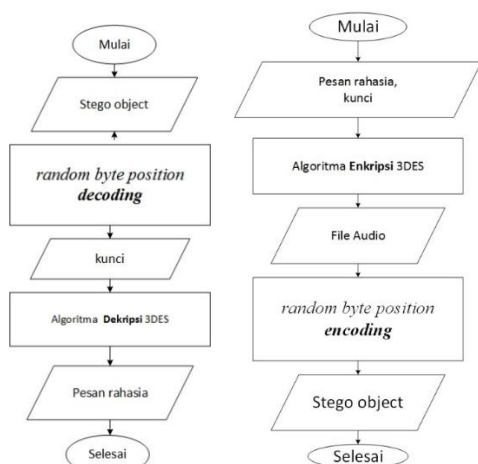 Mulai
Stego object
random byte position
decoding
kunci
Algoritma Dekripsi 3DES
Pesan rahasia
Selesai
Mulai
Pesan rahasia,
kunci
Algoritma Enkripsi 3DES
File Audio
random byte position
encoding
Stego object
Selesai